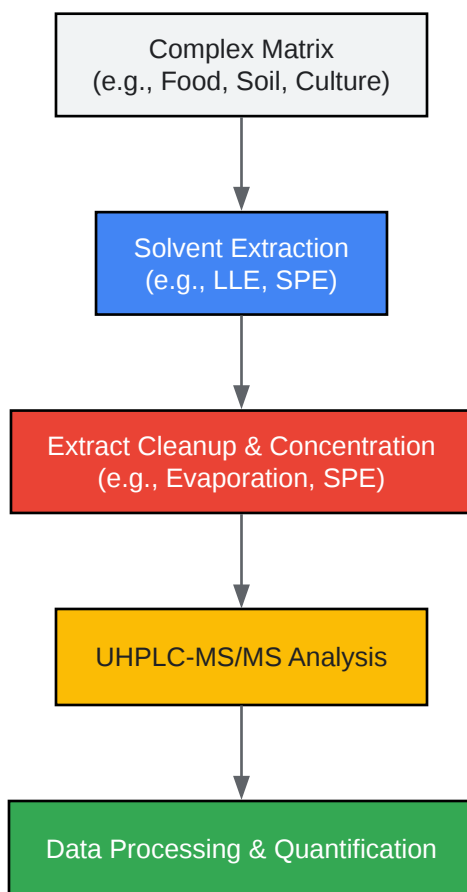 Complex Matrix
(e.g., Food, Soil, Culture)
Solvent Extraction
(e.g., LLE, SPE)
Extract Cleanup & Concentration
(e.g., Evaporation, SPE)
UHPLC-MS/MS Analysis
Data Processing & Quantification